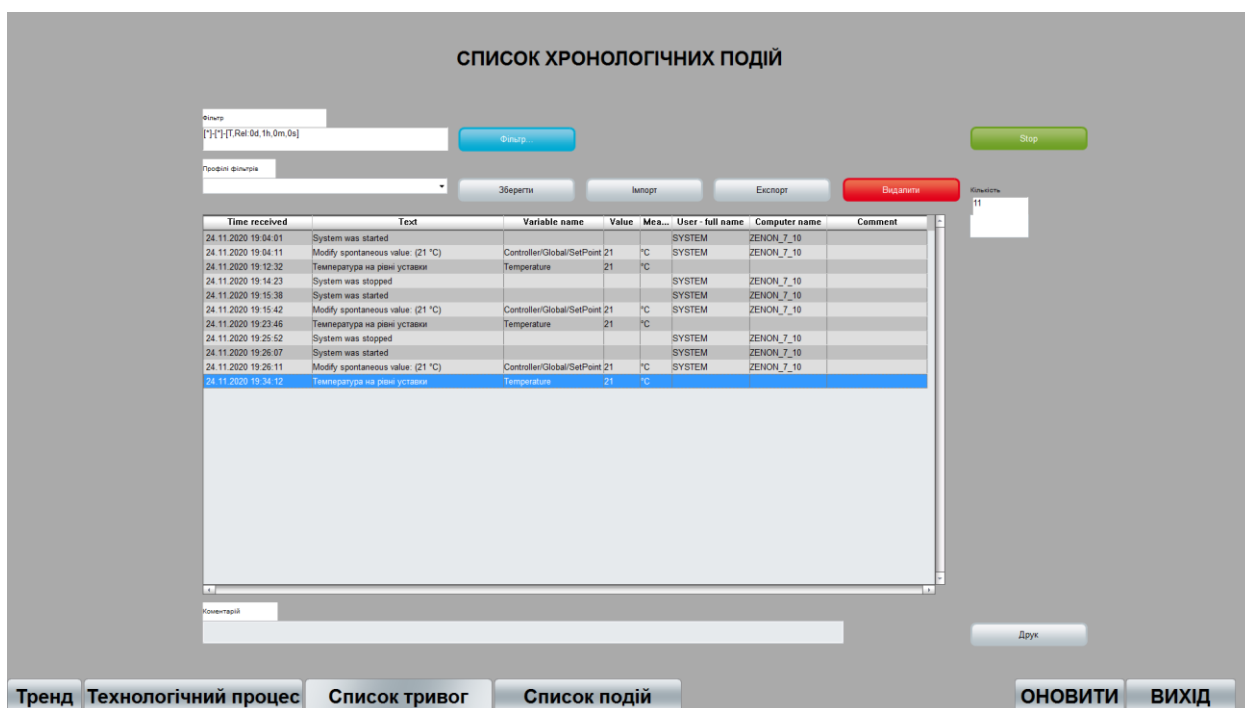 СПИСОК ХРОНОЛОГІЧНИХ ПОДІЙ
Фільтр
[*]-[*]-[T,Rel:0d,1h,0m,0s]
Фільтр...
Stop
Профілі фільтрів
Зберегти Імпорт Експорт Видалити
Кількість
11
Time received Text Variable name Value Mea... User - full name Computer name Comment
24.11.2020 19:04:01 System was started SYSTEM ZENON_7_10
24.11.2020 19:04:11 Modify spontaneous value: (21 °C) Controller/Global/SetPoint 21 °C SYSTEM ZENON_7_10
24.11.2020 19:12:32 Температура на рівні уставки Temperature 21 °C
24.11.2020 19:14:23 System was stopped SYSTEM ZENON_7_10
24.11.2020 19:15:38 System was started SYSTEM ZENON_7_10
24.11.2020 19:15:42 Modify spontaneous value: (21 °C) Controller/Global/SetPoint 21 °C SYSTEM ZENON_7_10
24.11.2020 19:23:46 Температура на рівні уставки Temperature 21 °C
24.11.2020 19:25:52 System was stopped SYSTEM ZENON_7_10
24.11.2020 19:26:07 System was started SYSTEM ZENON_7_10
24.11.2020 19:26:11 Modify spontaneous value: (21 °C) Controller/Global/SetPoint 21 °C SYSTEM ZENON_7_10
24.11.2020 19:34:12 Температура на рівні уставки Temperature 21 °C
Коментарій
Друк
Тренд Технологічний процес Список тривог Список подій ОНОВИТИ ВИХІД